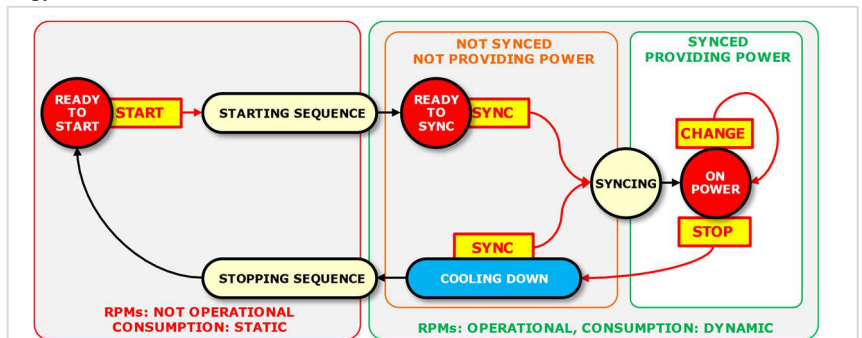 NOT SYNCED
NOT PROVIDING POWER
SYNCED
PROVIDING POWER
READY
TO
START
START
STARTING SEQUENCE
READY
TO
SYNC
SYNC
CHANGE
SYNCING
ON
POWER
STOP
SYNC
STOPPING SEQUENCE
COOLING DOWN
RPMs: NOT OPERATIONAL
CONSUMPTION: STATIC
RPMs: OPERATIONAL, CONSUMPTION: DYNAMIC